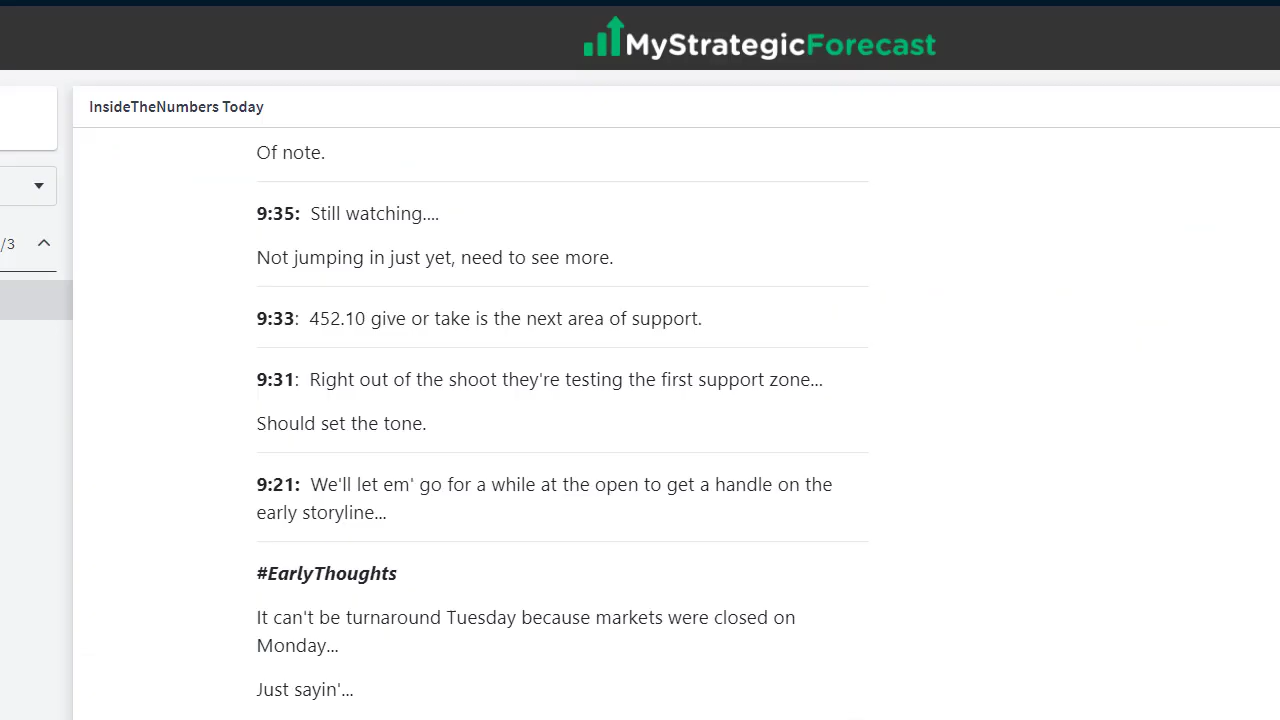 MyStrategicForecast
InsideTheNumbers Today
Of note.
9:35: Still watching....
/3
Not jumping in just yet, need to see more.
9:33: 452.10 give or take is the next area of support.
9:31: Right out of the shoot they're testing the first support zone...
Should set the tone.
9:21: We'll let em' go for a while at the open to get a handle on the
early storyline...
#EarlyThoughts
It can't be turnaround Tuesday because markets were closed on
Monday...
Just sayin'...